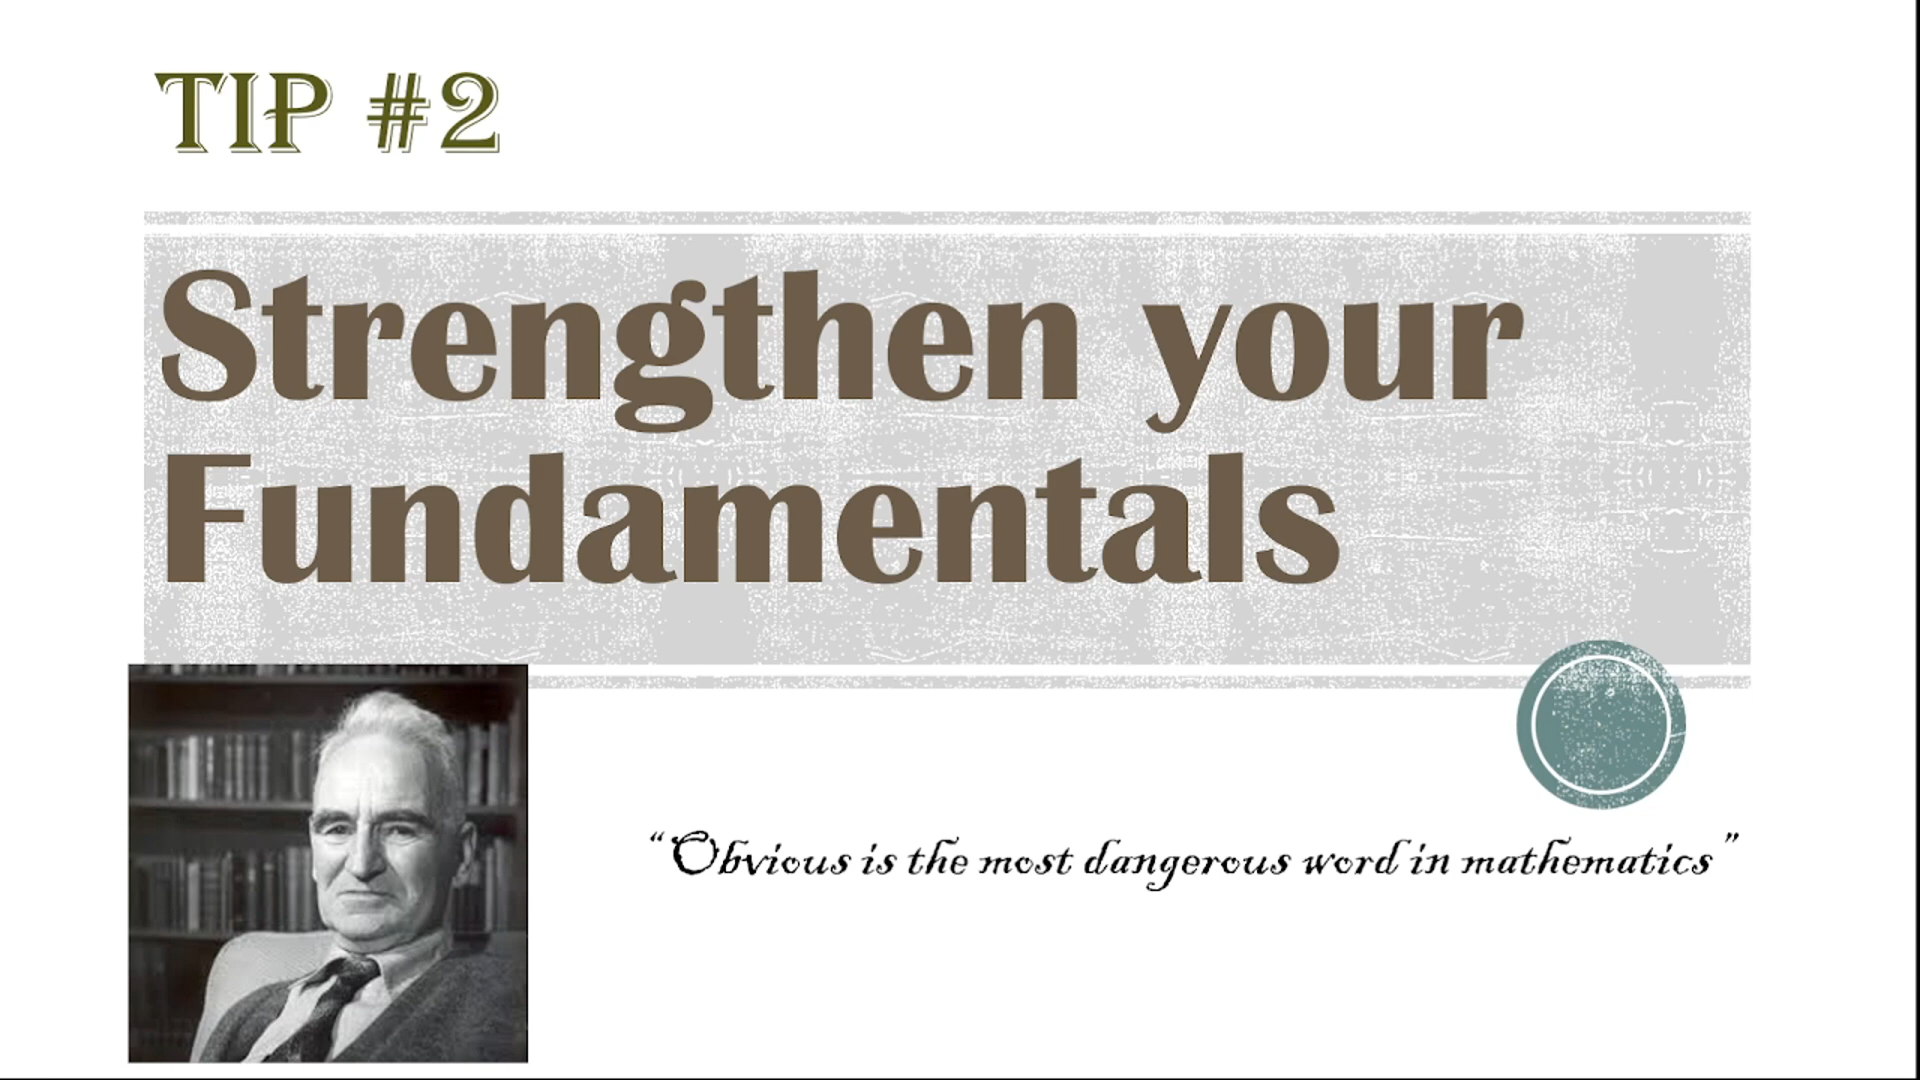 TIP #2
Strengthen your
Fundamentals
“Obvious is the most dangerous word in mathematics”